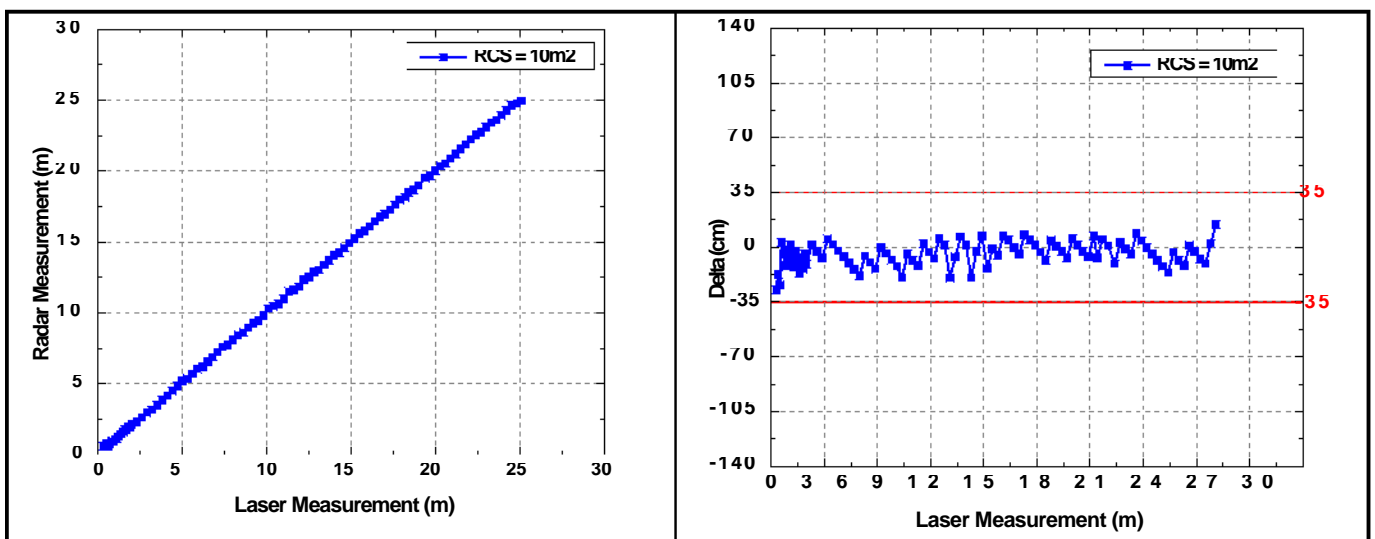 30
25
20
15
10
5
0
Radar Measurement (m)
RCS = 10m2
0 5 10 15 20 25 30
Laser Measurement (m)
140
105
70
35
0
-35
-70
-105
-140
Delta(cm)
RCS = 10m2
35
-35
0 3 6 9 12 15 18 21 24 27 30
Laser Measurement (m)